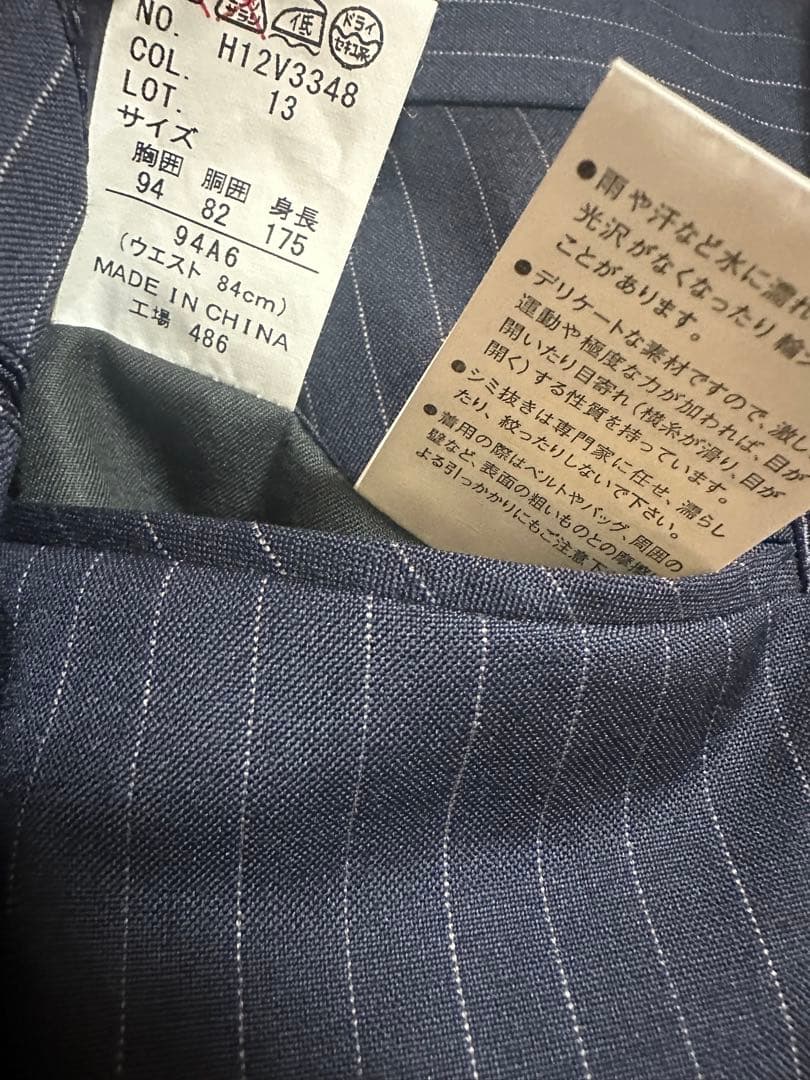 低
ドライ
セキユ系
NO. H12V3348
COL. 13
LOT.
サイズ
胸囲 胴囲 身長
94 82 175
94A6
(ウエスト 84cm)
MADE IN CHINA
工場 486
●雨や汗など水に濡れ
光沢がなくなったり輪
ことがあります。
●デリケートな素材ですので、激し
運動や極度な力が加われば、目が
開いたり目寄れ(横糸が滑り、目が
開く)する性質を持っています。
●シミ抜きは専門家に任せ、濡らし
たり、絞ったりしないで下さい。
●着用の際はベルトやバッグ、周囲の
壁など、表面の粗いものとの摩擦
よる引っかかりにもご注意下